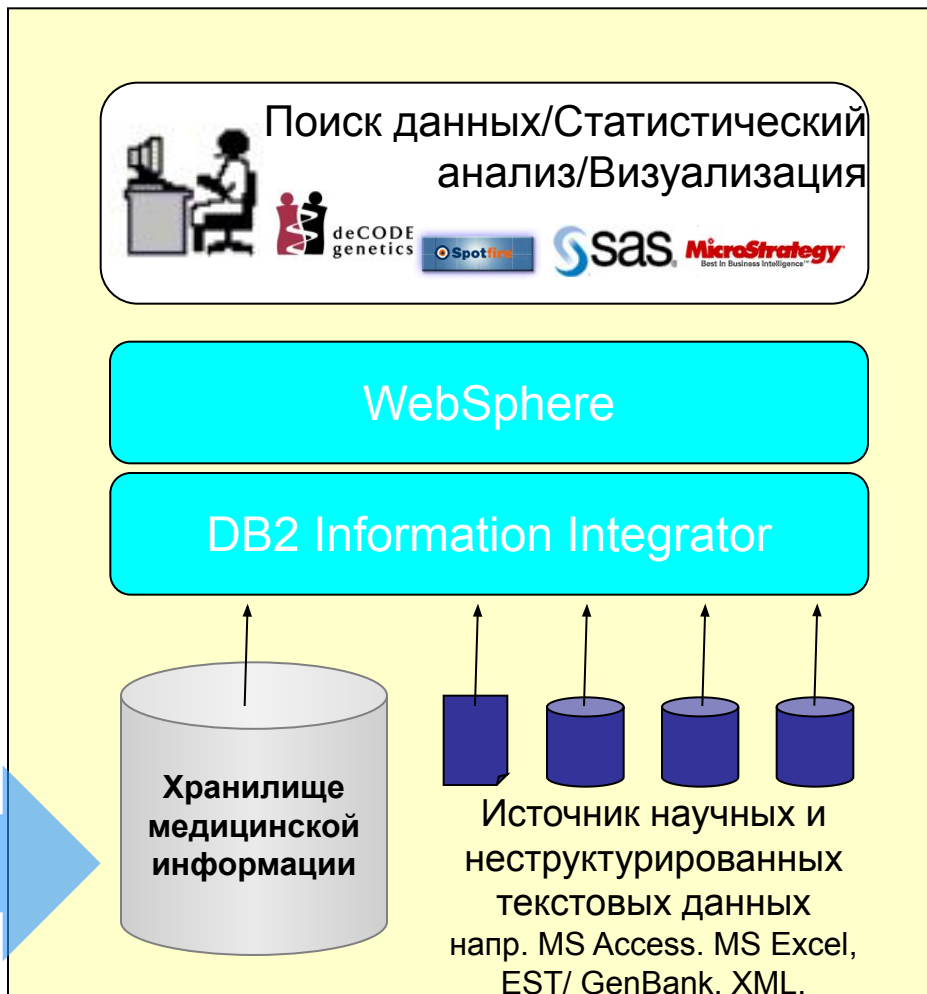 Поиск данных/Статистический
анализ/Визуализация
deCODE
genetics
Spotfire
sas.
MicroStrategy
Best In Business Intelligence™
WebSphere
DB2 Information Integrator
Хранилище
медицинской
информации
Источник научных и
неструктурированных
текстовых данных
напр. MS Access. MS Excel,
EST/ GenBank. XML.